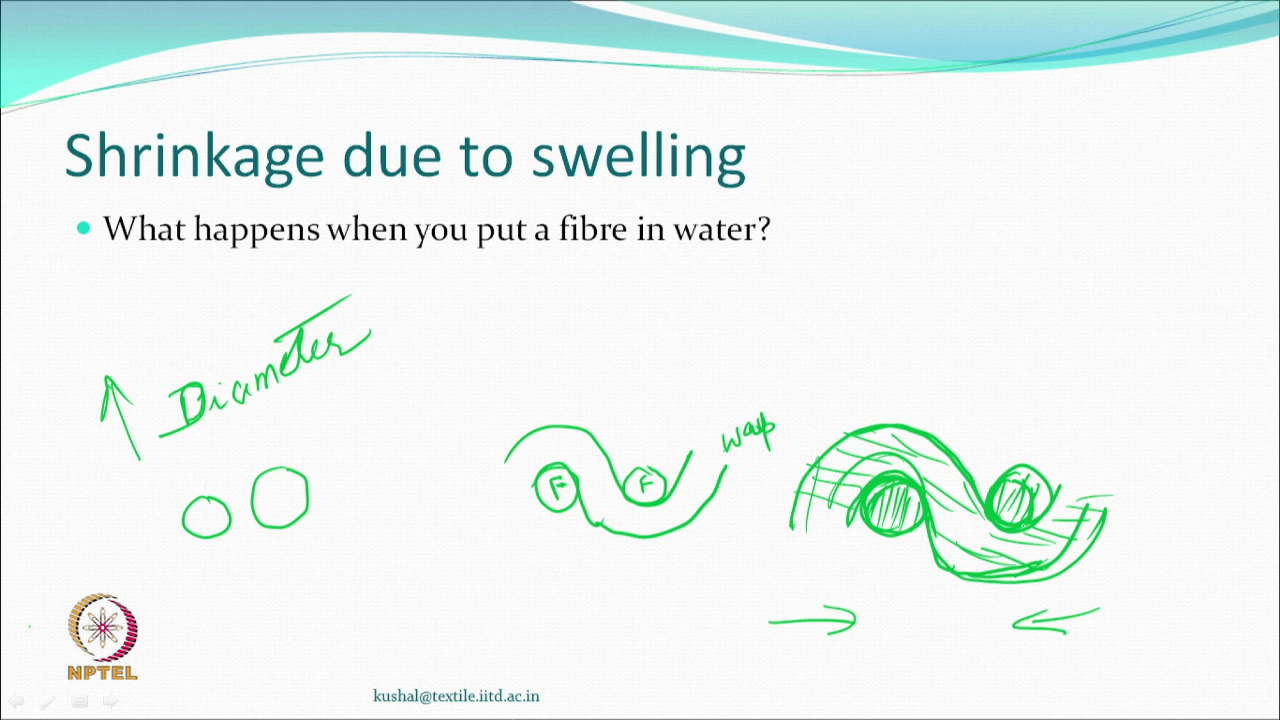 Shrinkage due to swelling
What happens when you put a fibre in water?
Diameter
F F
warp
NPTEL
kushal@textile.iitd.ac.in